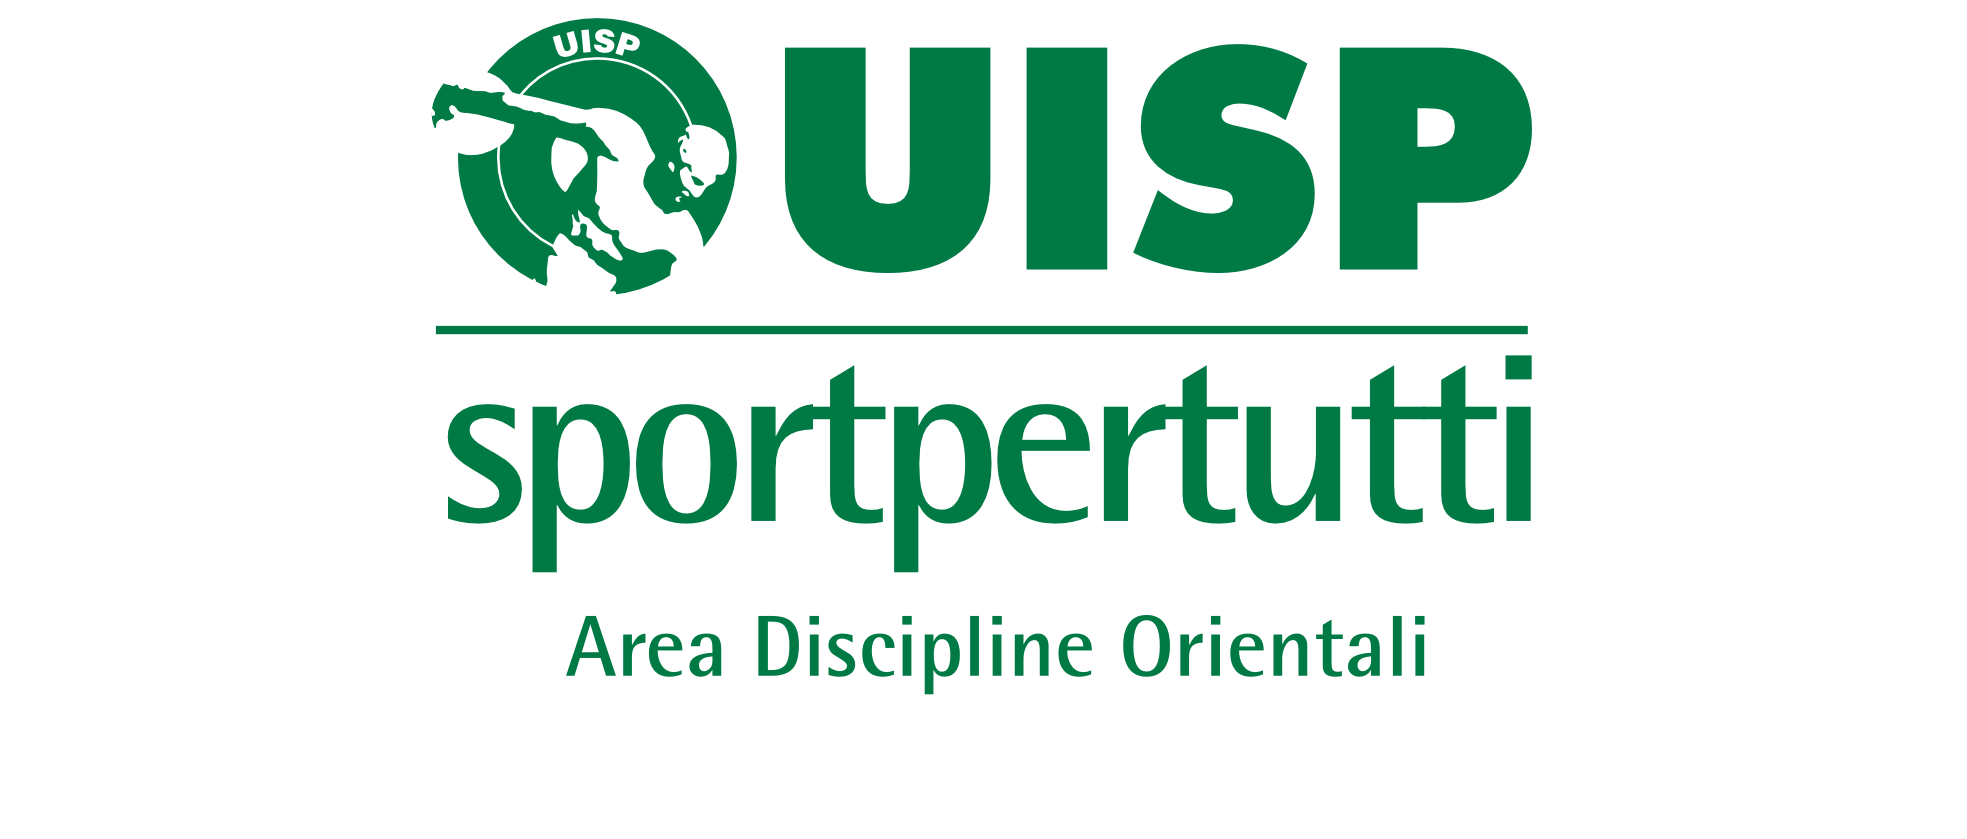 UISP
UISP
sportpertutti
Area Discipline Orientali